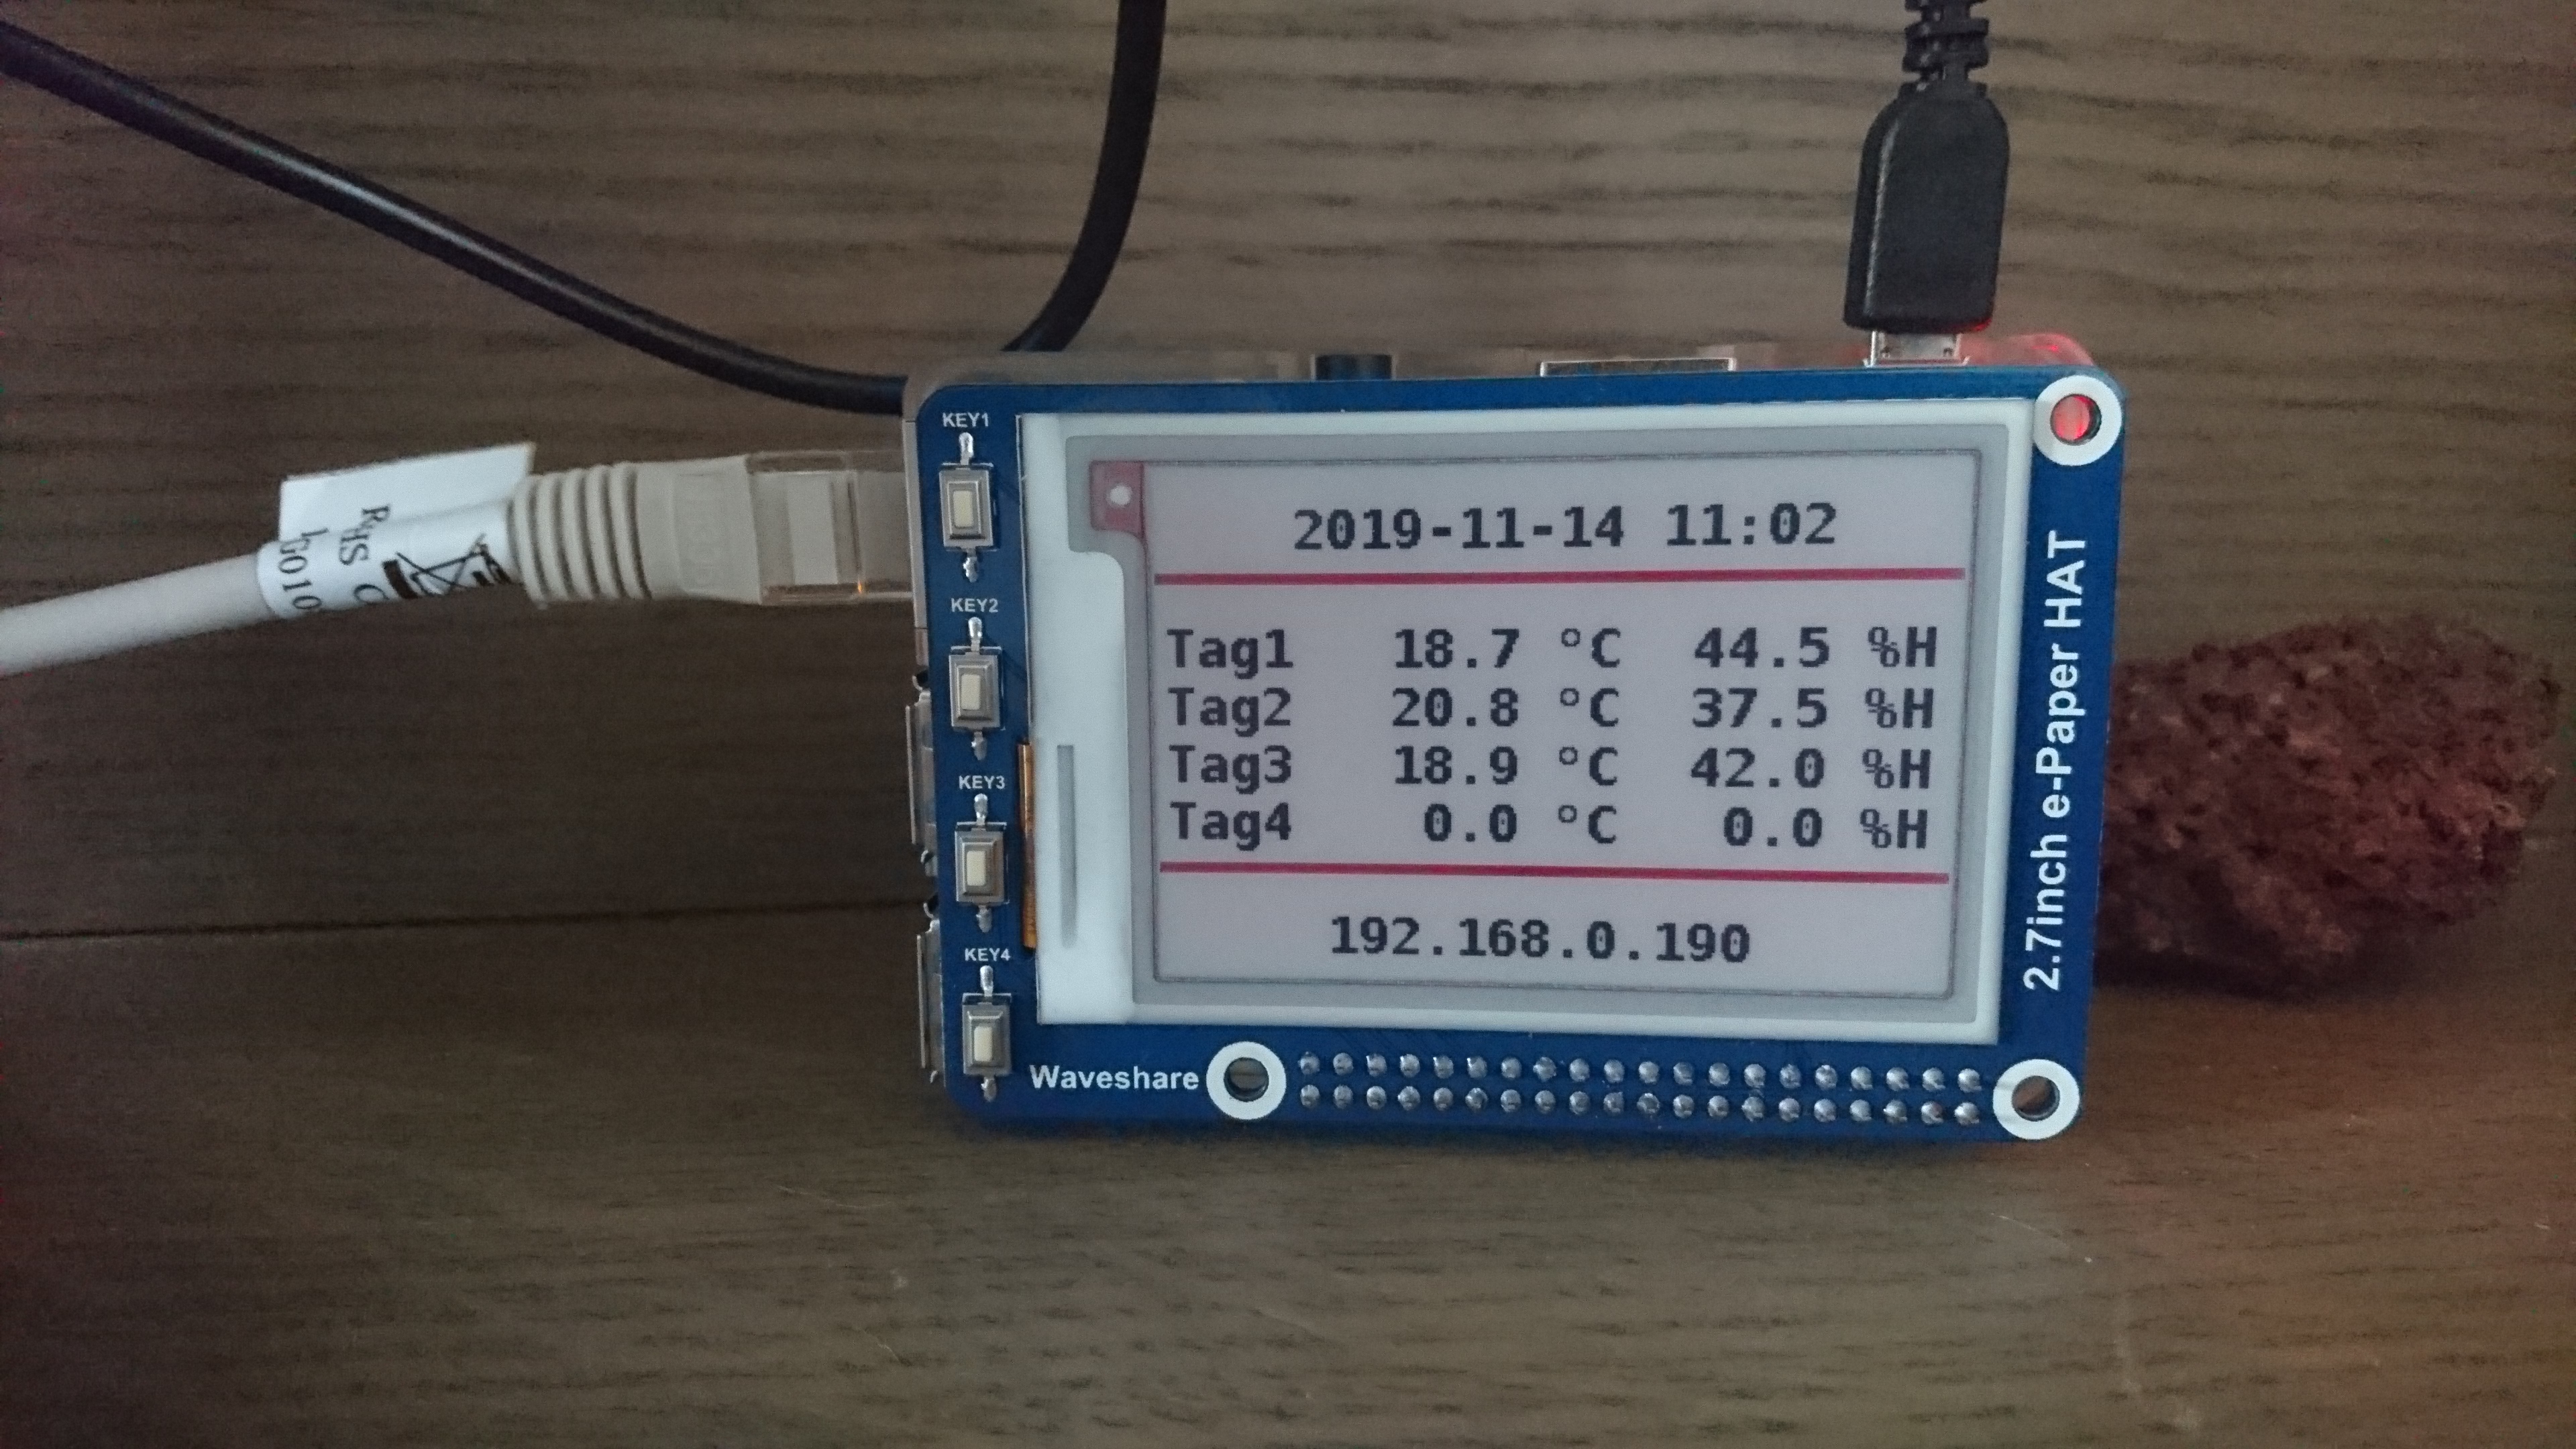 KEY1
KEY2
KEY3
KEY4
2019-11-14 11:02
Tag1 18.7 °C 44.5 %H
Tag2 20.8 °C 37.5 %H
Tag3 18.9 °C 42.0 %H
Tag4 0.0 °C 0.0 %H
192.168.0.190
Waveshare
2.7inch e-Paper HAT